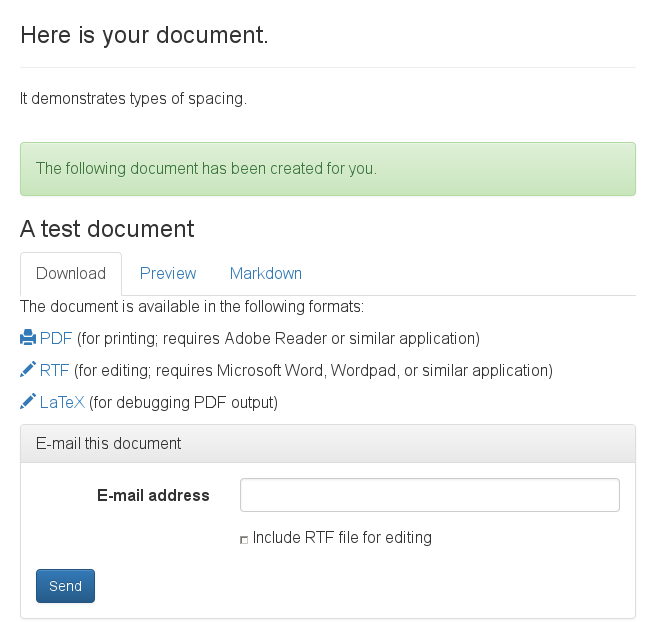 Here is your document.
It demonstrates types of spacing.
The following document has been created for you.
A test document
Download Preview Markdown
The document is available in the following formats:
PDF (for printing; requires Adobe Reader or similar application)
RTF (for editing; requires Microsoft Word, Wordpad, or similar application)
LaTeX (for debugging PDF output)
E-mail this document
E-mail address
Include RTF file for editing
Send